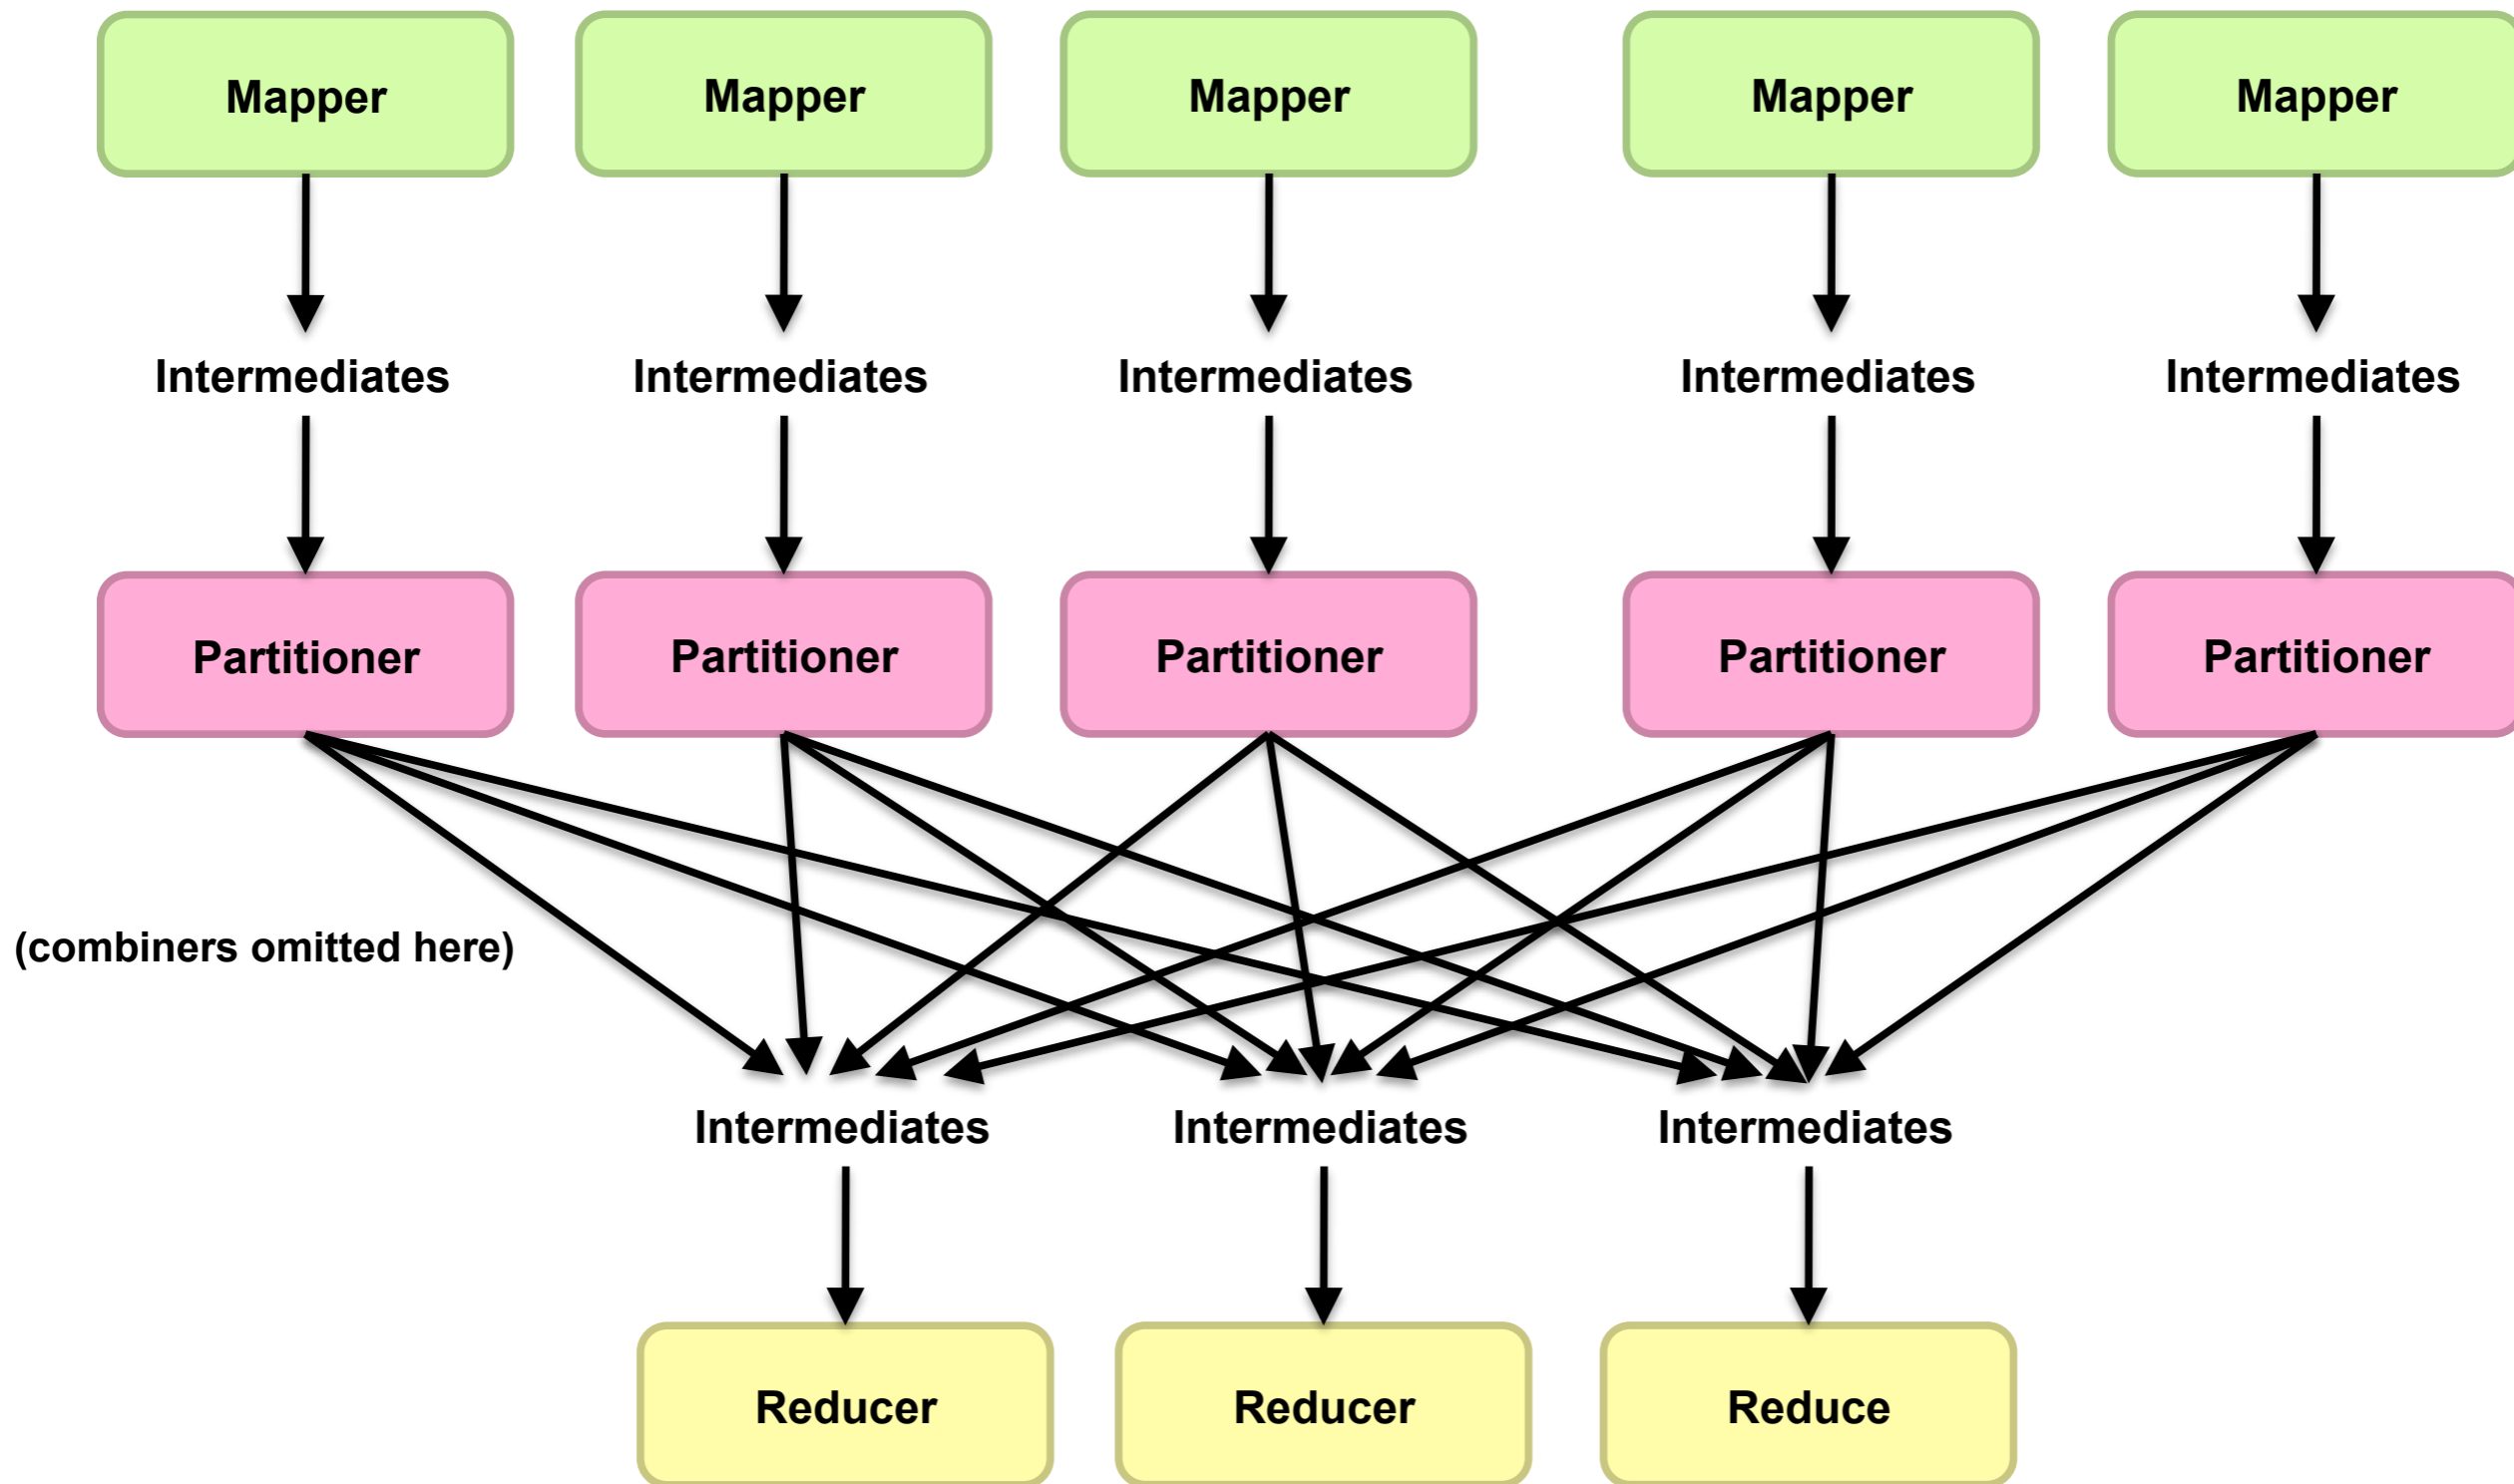 Mapper
Mapper
Mapper
Mapper
Mapper
Intermediates
Intermediates
Intermediates
Intermediates
Intermediates
Partitioner
Partitioner
Partitioner
Partitioner
Partitioner
(combiners omitted here)
Intermediates
Intermediates
Intermediates
Reducer
Reducer
Reduce